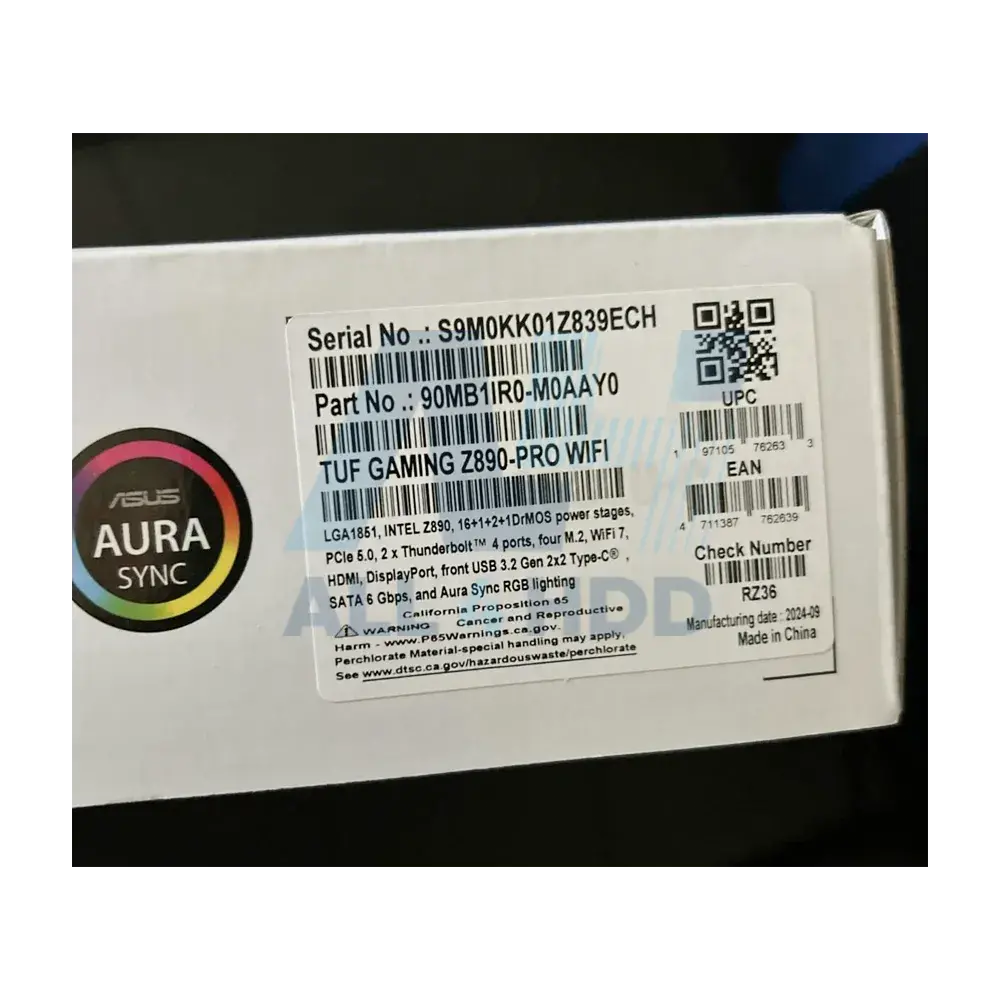 Serial No .: S9M0KK01Z839ECH
Part No .: 90MB1IR0-M0AAY0
TUF GAMING Z890-PRO WIFI
LGA1851, INTEL Z890, 16+1+2+1DrMOS power stages,
PCIe 5.0, 2 x Thunderbolt™ 4 ports, four M.2, WiFi 7,
HDMI, DisplayPort, front USB 3.2 Gen 2x2 Type-C® ,
SATA 6 Gbps, and Aura Sync RGB lighting
California Proposition 65
WARNING Cancer and Reproductive
Harm - www.P65Warnings.ca.gov.
Perchlorate Material-special handling may apply,
See www.dtsc.ca.gov/hazardouswaste/perchlorate
UPC
1 97105 76263 3
EAN
4 711387 762639
Check Number
RZ36
Manufacturing date : 2024-09
Made in China
ASUS
AURA
SYNC